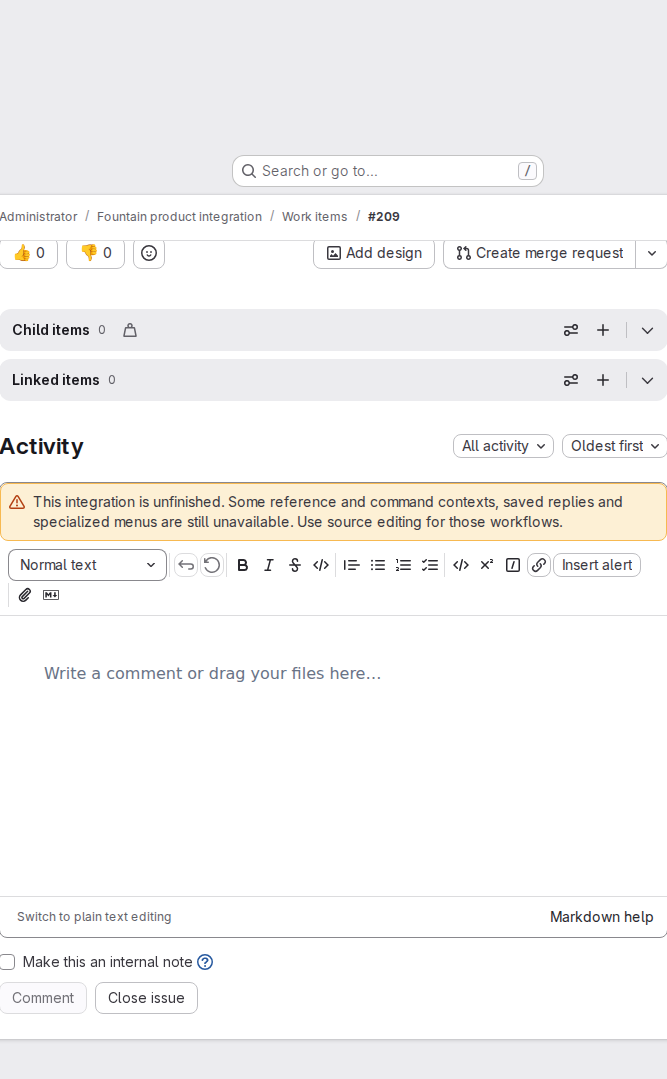 Search or go to... /
Administrator / Fountain product integration / Work items / #209
👍 0 👎 0 Add design Create merge request
Child items 0
Linked items 0
Activity All activity Oldest first
This integration is unfinished. Some reference and command contexts, saved replies and
specialized menus are still unavailable. Use source editing for those workflows.
Normal text B I S Insert alert
Write a comment or drag your files here...
Switch to plain text editing Markdown help
Make this an internal note
Comment Close issue